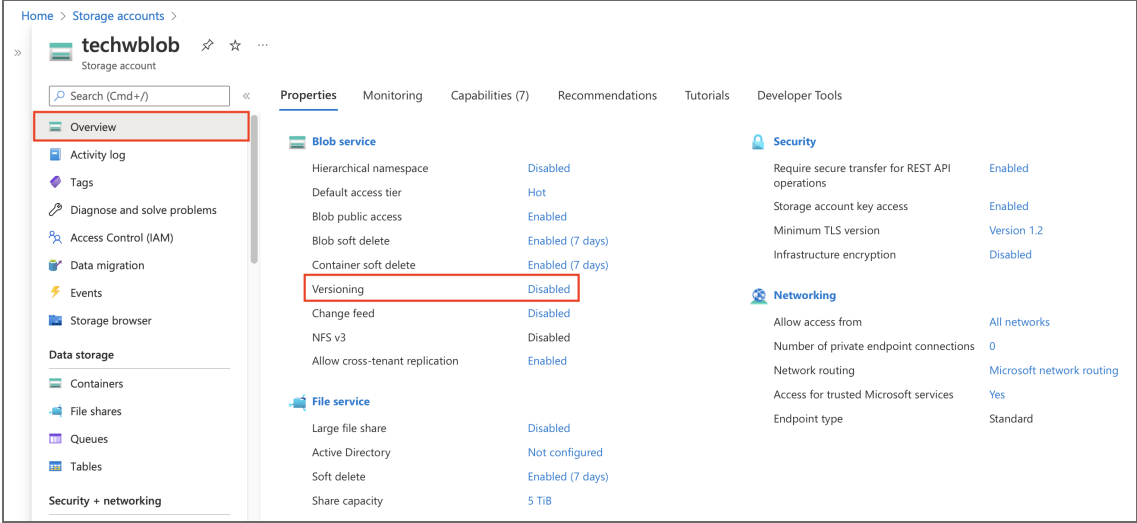 Home > Storage accounts >
»
techwblob ...
Storage account
Search (Cmd+/)
«
Overview
Activity log
Tags
Diagnose and solve problems
Access Control (IAM)
Data migration
Events
Storage browser
Data storage
Containers
File shares
Queues
Tables
Security + networking
Properties Monitoring Capabilities (7) Recommendations Tutorials Developer Tools
Blob service
Hierarchical namespace Disabled
Default access tier Hot
Blob public access Enabled
Blob soft delete Enabled (7 days)
Container soft delete Enabled (7 days)
Versioning Disabled
Change feed Disabled
NFS v3 Disabled
Allow cross-tenant replication Enabled
File service
Large file share Disabled
Active Directory Not configured
Soft delete Enabled (7 days)
Share capacity 5 TiB
Security
Require secure transfer for REST API Enabled
operations
Storage account key access Enabled
Minimum TLS version Version 1.2
Infrastructure encryption Disabled
Networking
Allow access from All networks
Number of private endpoint connections 0
Network routing Microsoft network routing
Access for trusted Microsoft services Yes
Endpoint type Standard